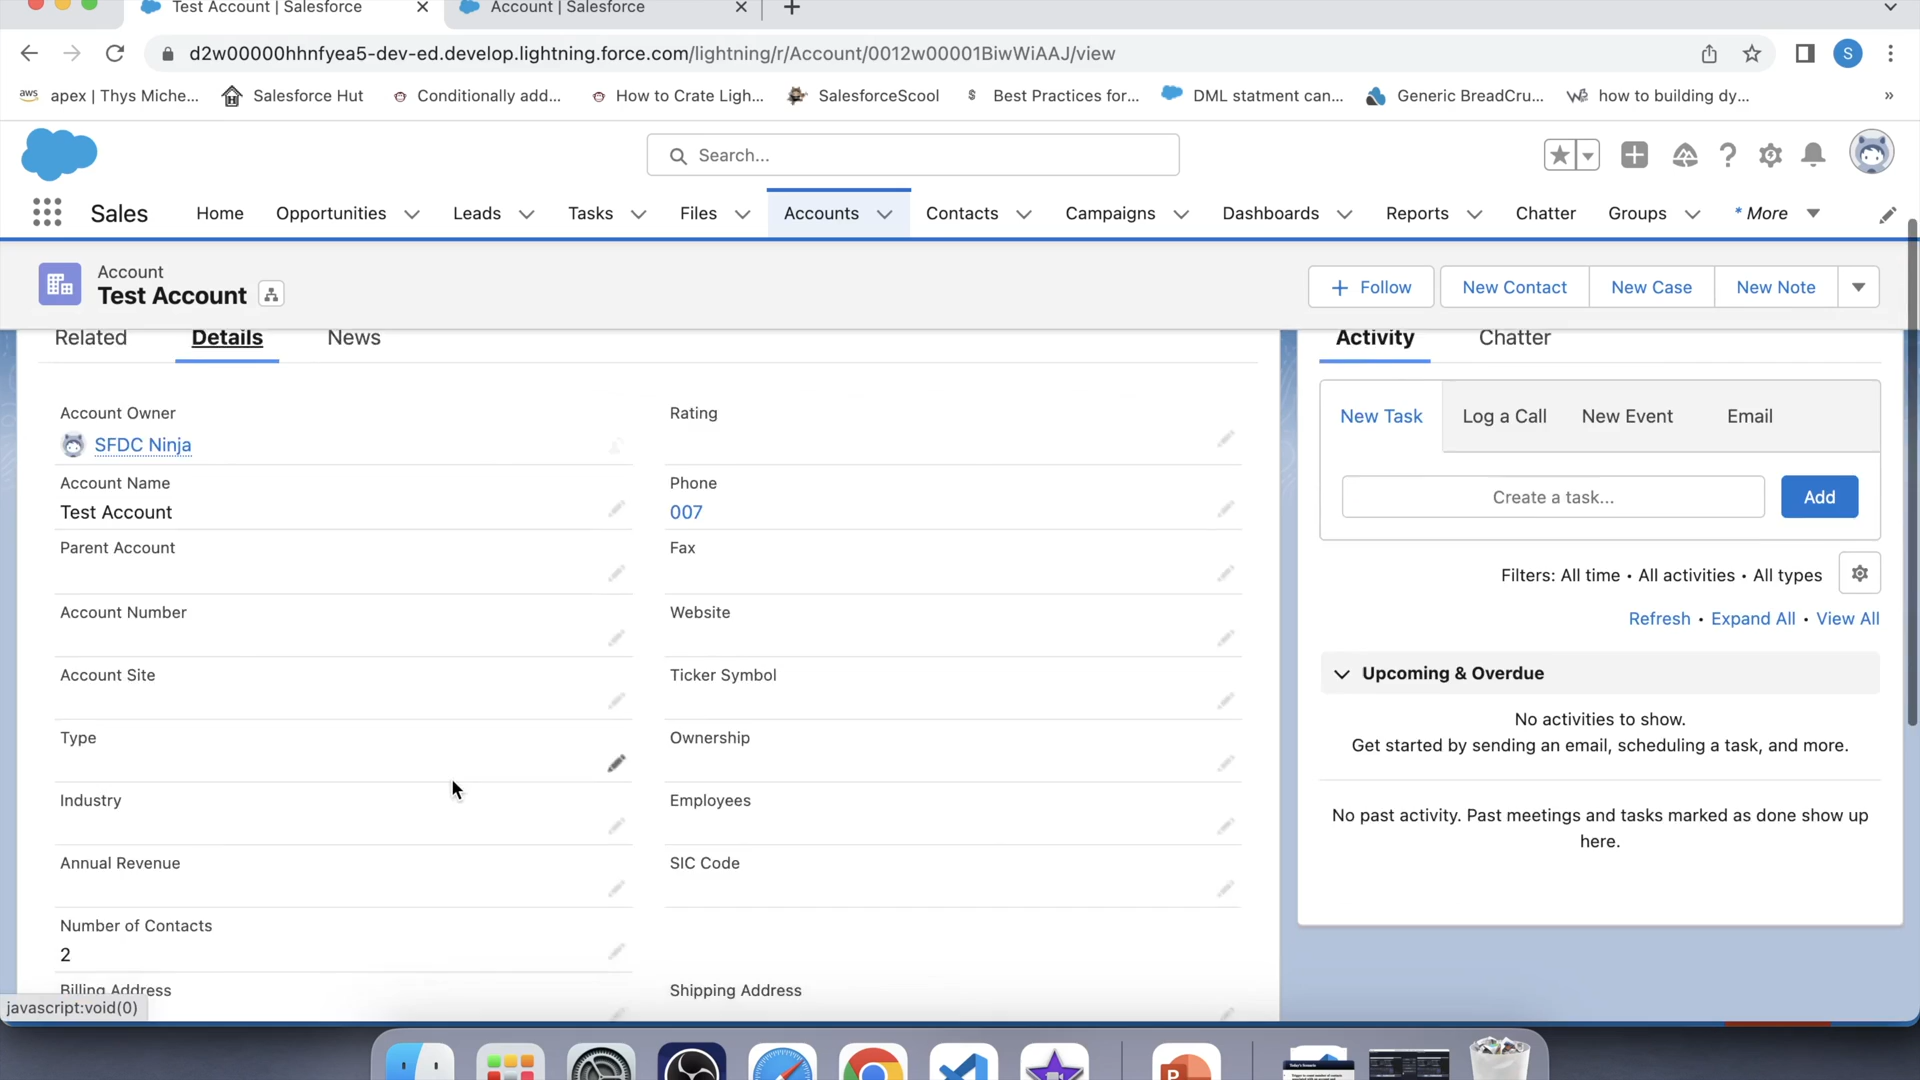 Test Account | Salesforce
Account | Salesforce
d2w00000hhnfyea5-dev-ed.develop.lightning.force.com/lightning/r/Account/0012w00001BiwWiAAJ/view
S
aws apex | Thys Miche...
Salesforce Hut
Conditionally add...
How to Crate Ligh...
SalesforceScool
Best Practices for...
DML statment can...
Generic BreadCru...
how to building dy...
»
Search...
Sales
Home
Opportunities
Leads
Tasks
Files
Accounts
Contacts
Campaigns
Dashboards
Reports
Chatter
Groups
* More
Account
Test Account
+ Follow
New Contact
New Case
New Note
Related
Details
News
Account Owner
SFDC Ninja
Rating
Account Name
Test Account
Phone
007
Parent Account
Fax
Account Number
Website
Account Site
Ticker Symbol
Type
Ownership
Industry
Employees
Annual Revenue
SIC Code
Number of Contacts
2
Billing Address
Shipping Address
Activity
Chatter
New Task
Log a Call
New Event
Email
Create a task...
Add
Filters: All time • All activities • All types
Refresh • Expand All • View All
Upcoming & Overdue
No activities to show.
Get started by sending an email, scheduling a task, and more.
No past activity. Past meetings and tasks marked as done show up
here.
javascript:void(0)